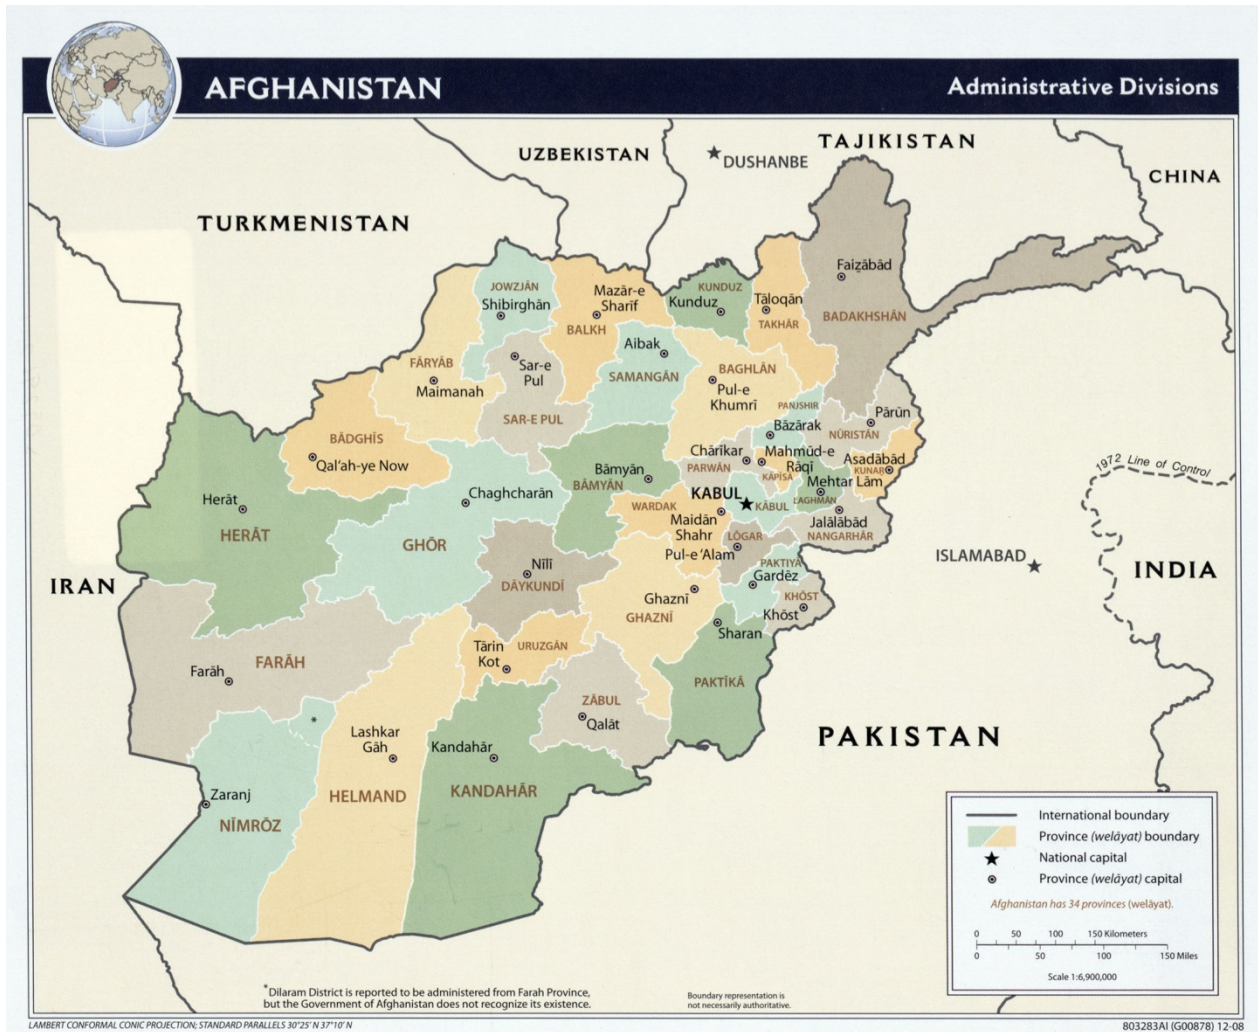 AFGHANISTAN
Administrative Divisions
UZBEKISTAN
DUSHANBE
TAJIKISTAN
CHINA
TURKMENISTAN
JOWZJĀN
Shibirghān
Mazār-e
Sharīf
BALKH
KUNDUZ
Kunduz
Tāloqān
TAKHĀR
Faiz̧ābād
BADAKHSHĀN
Aibak
SAMANGĀN
FĀRYĀB
Maimanah
Sar-e
Pul
SAR-E PUL
BAGHLĀN
Pul-e
Khumrī
PANJSHIR
Bāzārak
Pārūn
NŪRISTĀN
BĀDGHĪS
Qal'ah-ye Now
Chārīkar
PARWĀN
Mahmūd-e
Rāqī
KĀPĪSA
Asadābād
KUNAR
Mehtar Lām
LAGHMĀN
1972 Line of Control
Herāt
HERĀT
Chaghcharān
GHŌR
Bāmyān
BĀMYĀN
WARDAK
KABUL
KĀBUL
Maidān
Shahr
Jalālābād
NANGARHĀR
LŌGAR
Pul-e 'Alam
PAKTIYĀ
Gardēz
KHŌST
Khōst
ISLAMABAD
INDIA
IRAN
Nīlī
DĀYKUNDĪ
Ghaznī
GHAZNĪ
Sharan
PAKTĪKĀ
Farāh
FARĀH
Tārin
Kot
URUZGĀN
ZĀBUL
Qalāt
*
Lashkar
Gāh
HELMAND
Kandahār
KANDAHĀR
PAKISTAN
Zaranj
NĪMRŌZ
International boundary
Province (welāyat) boundary
National capital
Province (welāyat) capital
Afghanistan has 34 provinces (welāyat).
0 50 100 150 Kilometers
0 50 100 150 Miles
Scale 1:6,900,000
*Dilaram District is reported to be administered from Farah Province,
but the Government of Afghanistan does not recognize its existence.
Boundary representation is
not necessarily authoritative.
LAMBERT CONFORMAL CONIC PROJECTION; STANDARD PARALLELS 30°25' N 37°10' N
803283AI (G00878) 12-08